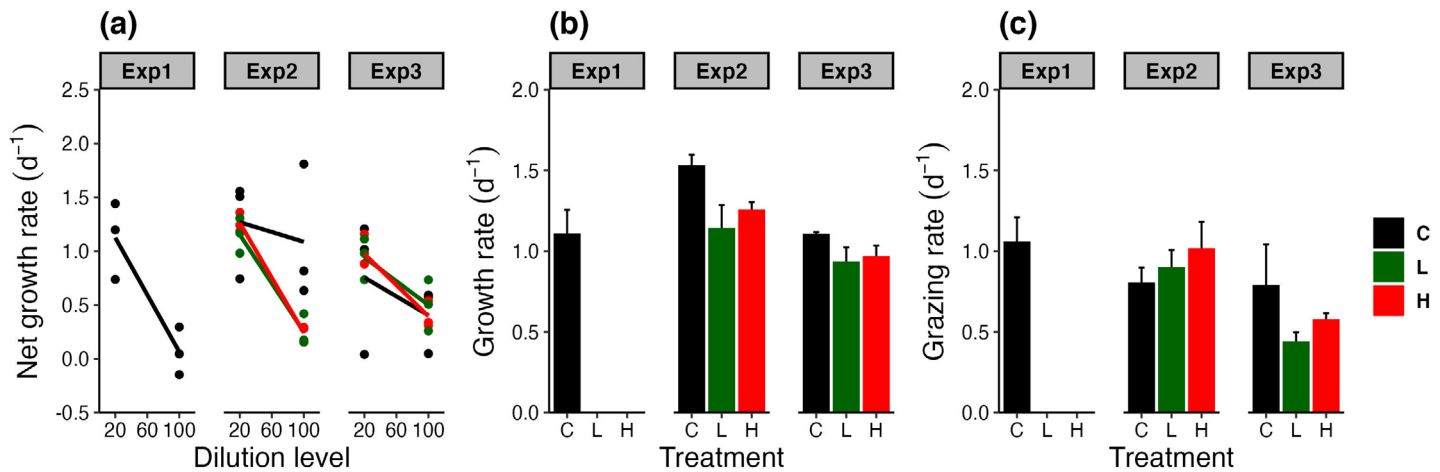 (a) (b) (c)
Exp1 Exp2 Exp3 Exp1 Exp2 Exp3 Exp1 Exp2 Exp3
Net growth rate (d⁻¹)
2.5
2.0
1.5
1.0
0.5
0.0
-0.5
20 60 100 20 60 100 20 60 100
Dilution level
Growth rate (d⁻¹)
2.0
1.5
1.0
0.5
0.0
C L H C L H C L H
Treatment
Grazing rate (d⁻¹)
2.0
1.5
1.0
0.5
0.0
C L H C L H C L H
Treatment
C
L
H